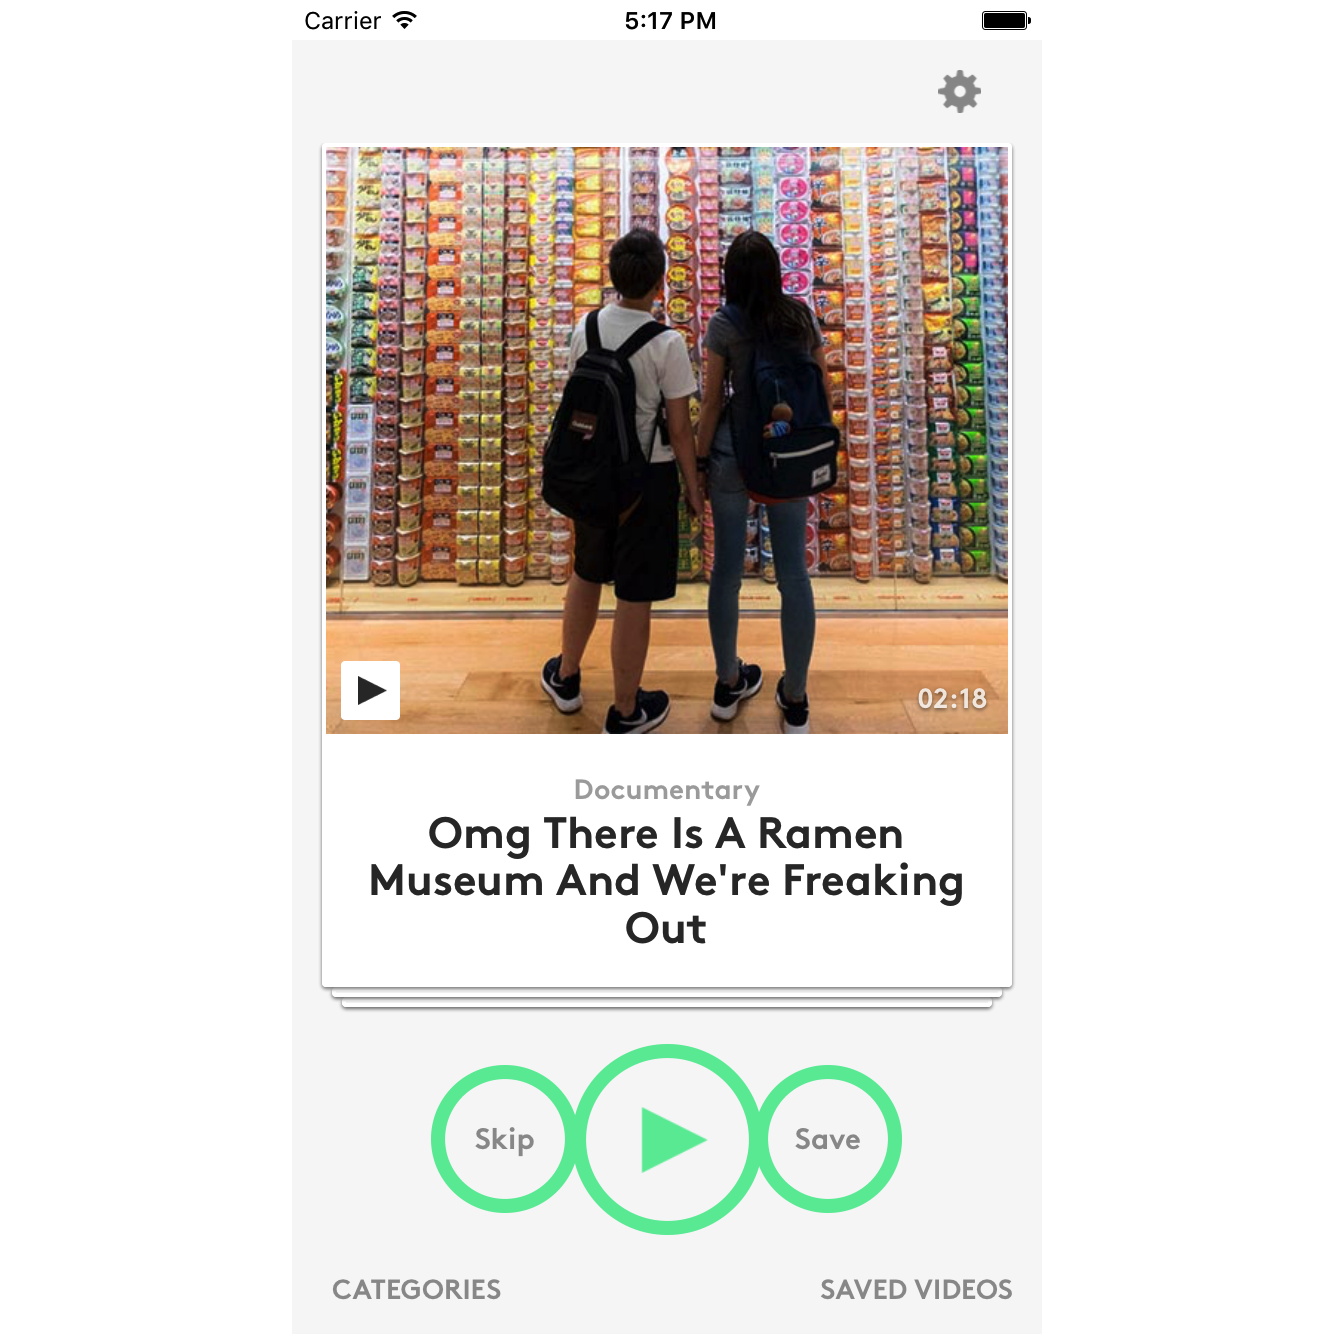 Carrier 5:17 PM
02:18
Documentary
Omg There Is A Ramen
Museum And We're Freaking
Out
Skip
Save
CATEGORIES SAVED VIDEOS